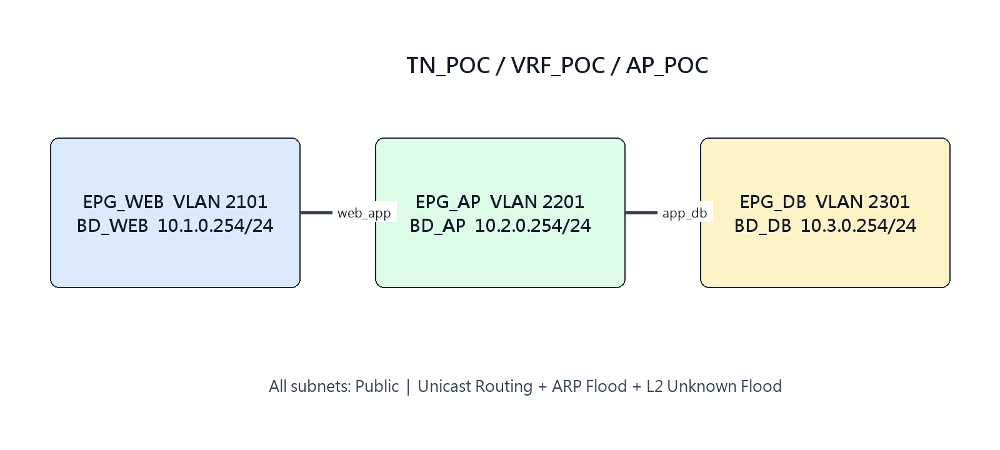 TN_POC / VRF_POC / AP_POC
EPG_WEB VLAN 2101
BD_WEB 10.1.0.254/24
web_app
EPG_AP VLAN 2201
BD_AP 10.2.0.254/24
app_db
EPG_DB VLAN 2301
BD_DB 10.3.0.254/24
All subnets: Public | Unicast Routing + ARP Flood + L2 Unknown Flood